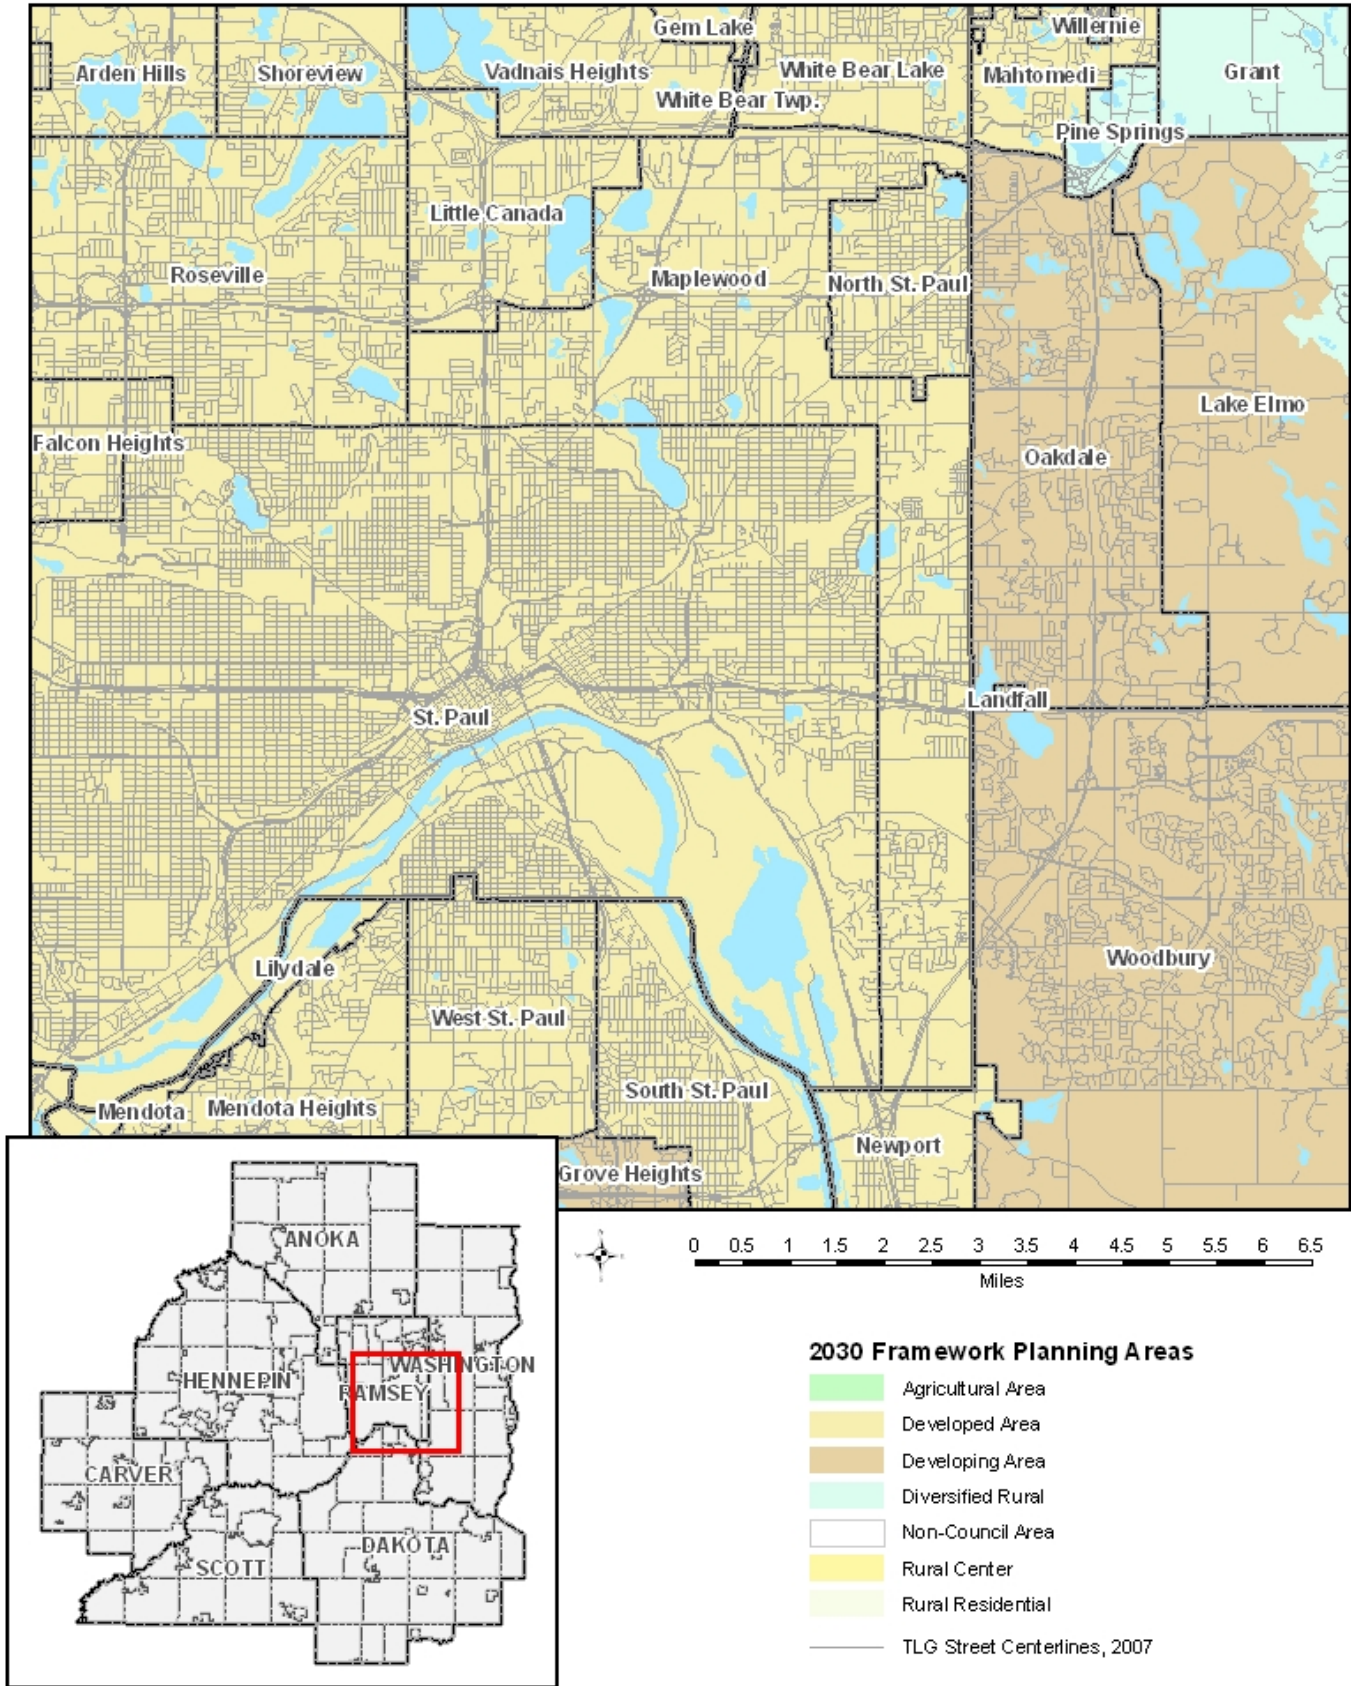 Gem Lake
Willernie
Arden Hills
Shoreview
Vadnais Heights
White Bear Lake
Mahtomedi
Grant
White Bear Twp.
Pine Springs
Little Canada
Roseville
Maplewood
North St. Paul
Lake Elmo
Falcon Heights
Oakdale
Landfall
St. Paul
Woodbury
Lilydale
West St. Paul
South St. Paul
Mendota
Mendota Heights
Newport
Grove Heights
ANOKA
WASHINGTON
HENNEPIN
RAMSEY
CARVER
DAKOTA
SCOTT
0 0.5 1 1.5 2 2.5 3 3.5 4 4.5 5 5.5 6 6.5
Miles
2030 Framework Planning Areas
Agricultural Area
Developed Area
Developing Area
Diversified Rural
Non-Council Area
Rural Center
Rural Residential
TLG Street Centerlines, 2007